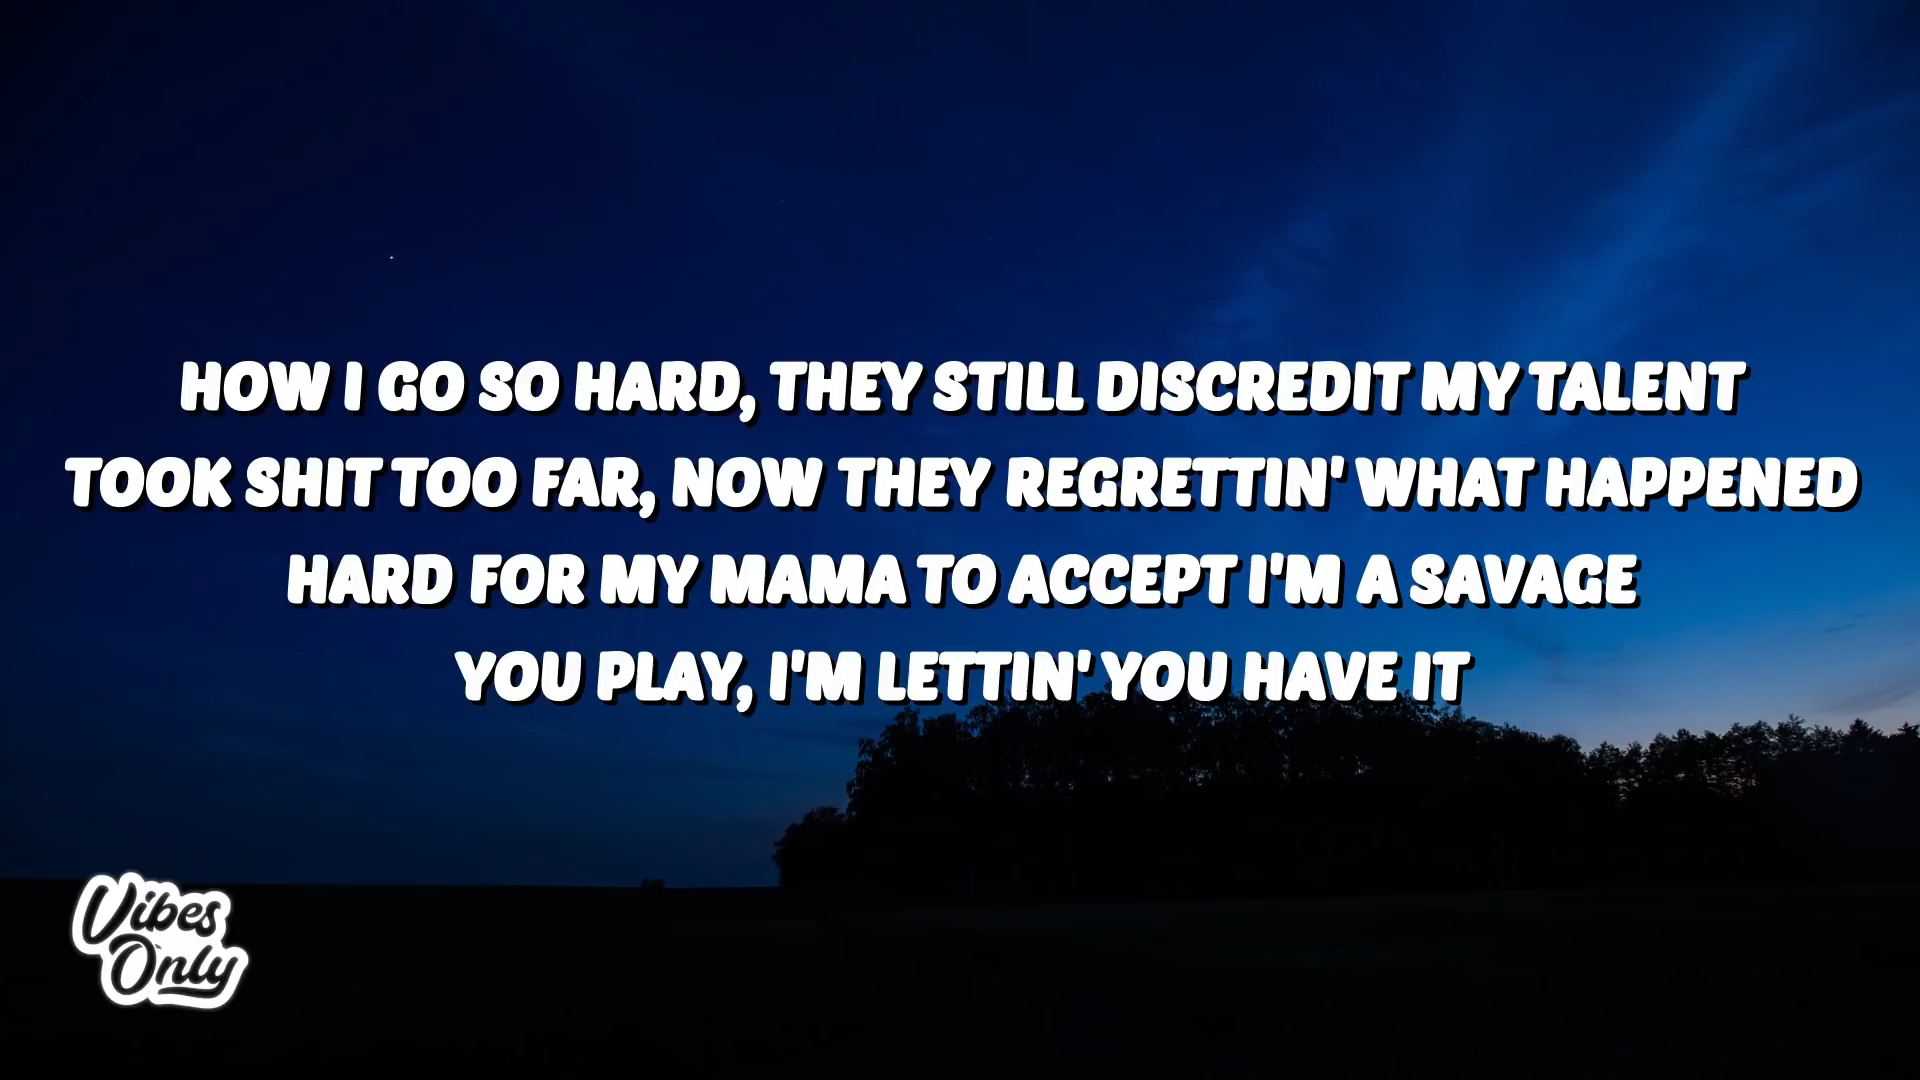 HOW I GO SO HARD, THEY STILL DISCREDIT MY TALENT
TOOK SHIT TOO FAR, NOW THEY REGRETTIN' WHAT HAPPENED
HARD FOR MY MAMA TO ACCEPT I'M A SAVAGE
YOU PLAY, I'M LETTIN' YOU HAVE IT
Vibes
Only